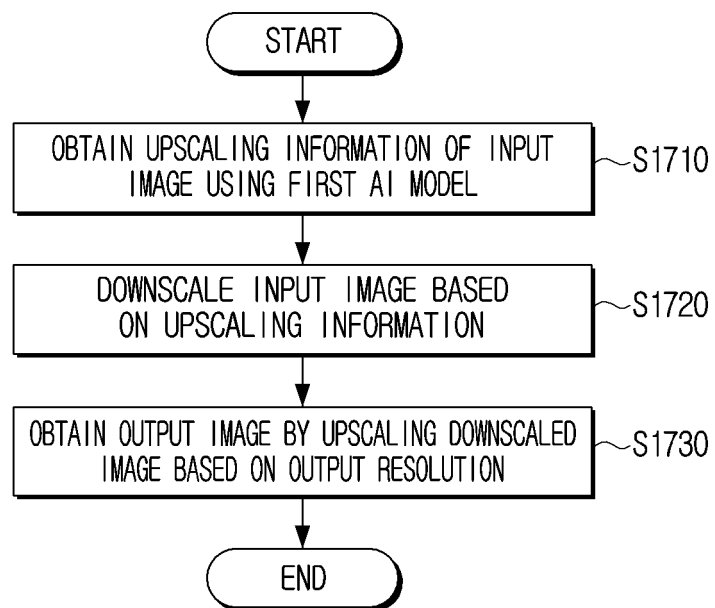 START
OBTAIN UPSCALING INFORMATION OF INPUT
IMAGE USING FIRST AI MODEL
S1710
DOWNSCALE INPUT IMAGE BASED
ON UPSCALING INFORMATION
S1720
OBTAIN OUTPUT IMAGE BY UPSCALING DOWNSCALED
IMAGE BASED ON OUTPUT RESOLUTION
S1730
END